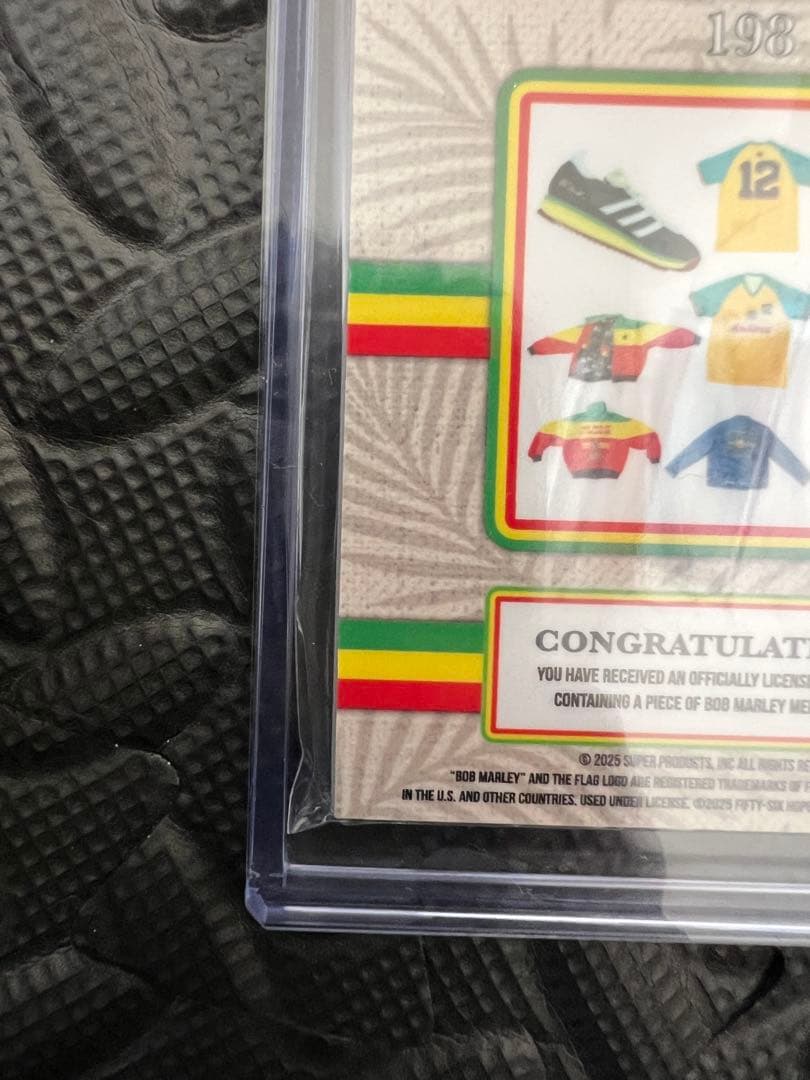 198
12
CONGRATULATI
YOU HAVE RECEIVED AN OFFICIALLY LICENS
CONTAINING A PIECE OF BOB MARLEY ME
© 2025 SUPER PRODUCTS, INC ALL RIGHTS RE
"BOB MARLEY" AND THE FLAG LOGO ARE REGISTERED TRADEMARKS OF
IN THE U.S. AND OTHER COUNTRIES. USED UNDER LICENSE. ©2025 FIFTY-SIX HO